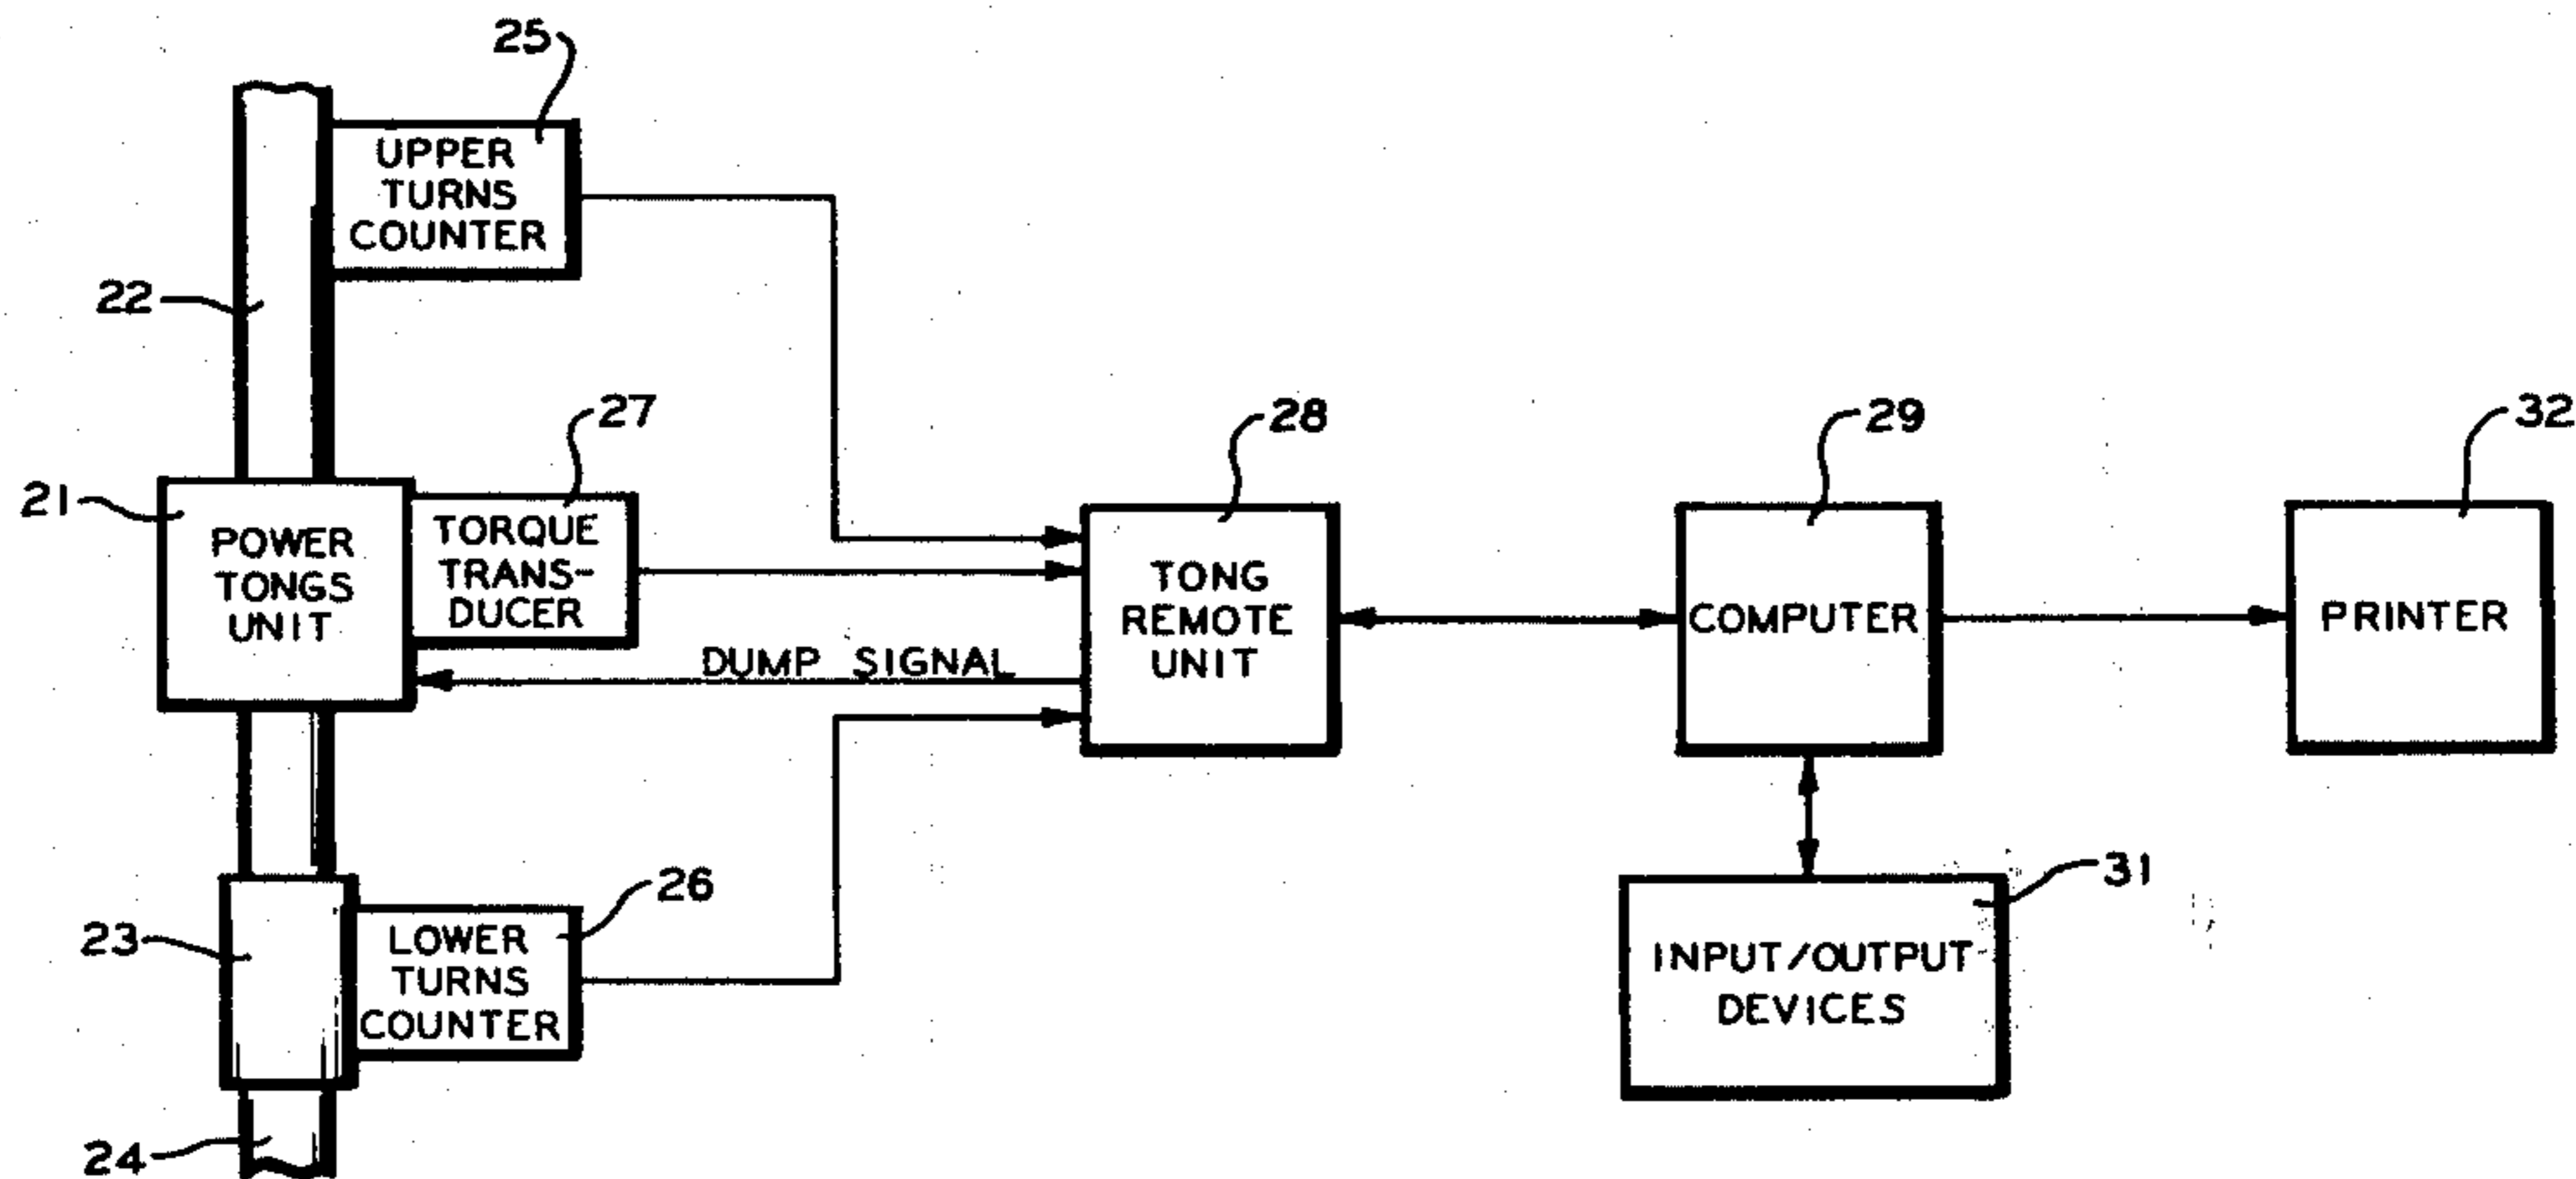 25
UPPER
TURNS
COUNTER
22
27
28
29
32
21
POWER
TONGS
UNIT
TORQUE
TRANS-
DUCER
DUMP SIGNAL
TONG
REMOTE
UNIT
COMPUTER
PRINTER
26
31
23
LOWER
TURNS
COUNTER
INPUT/OUTPUT
DEVICES
24